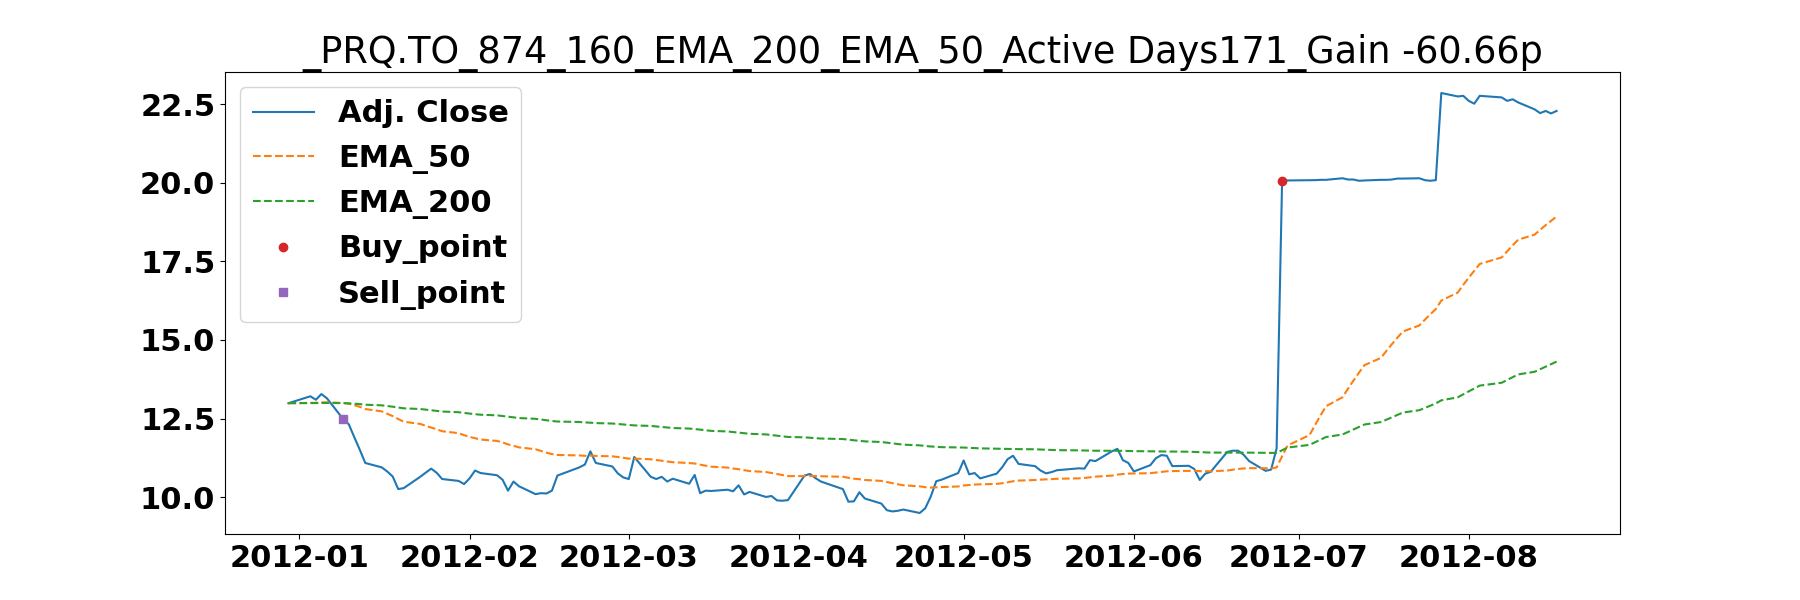 _PRQ.TO_874_160_EMA_200_EMA_50_Active Days171_Gain -60.66p
22.5
20.0
17.5
15.0
12.5
10.0
Adj. Close
EMA_50
EMA_200
Buy_point
Sell_point
2012-01 2012-02 2012-03 2012-04 2012-05 2012-06 2012-07 2012-08